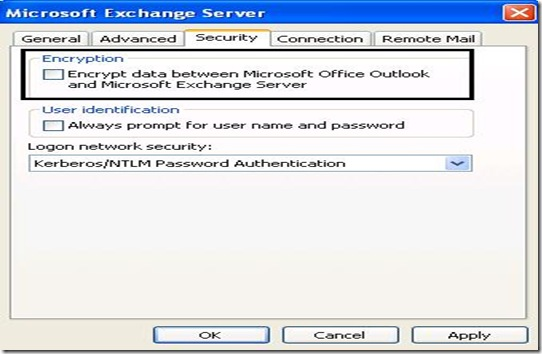 Microsoft Exchange Server
General
Advanced
Security
Connection
Remote Mail
Encryption
Encrypt data between Microsoft Office Outlook
and Microsoft Exchange Server
User identification
Always prompt for user name and password
Logon network security:
Kerberos/NTLM Password Authentication
OK
Cancel
Apply